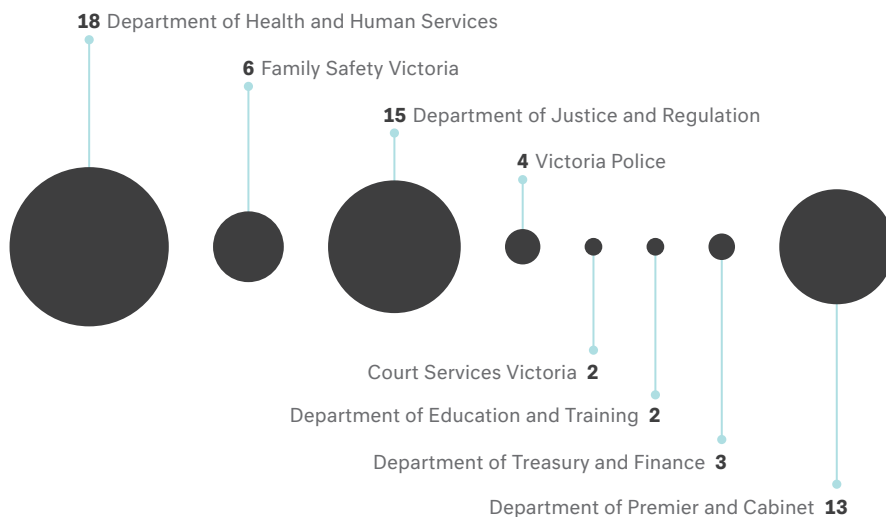 18 Department of Health and Human Services
6 Family Safety Victoria
15 Department of Justice and Regulation
4 Victoria Police
Court Services Victoria 2
Department of Education and Training 2
Department of Treasury and Finance 3
Department of Premier and Cabinet 13